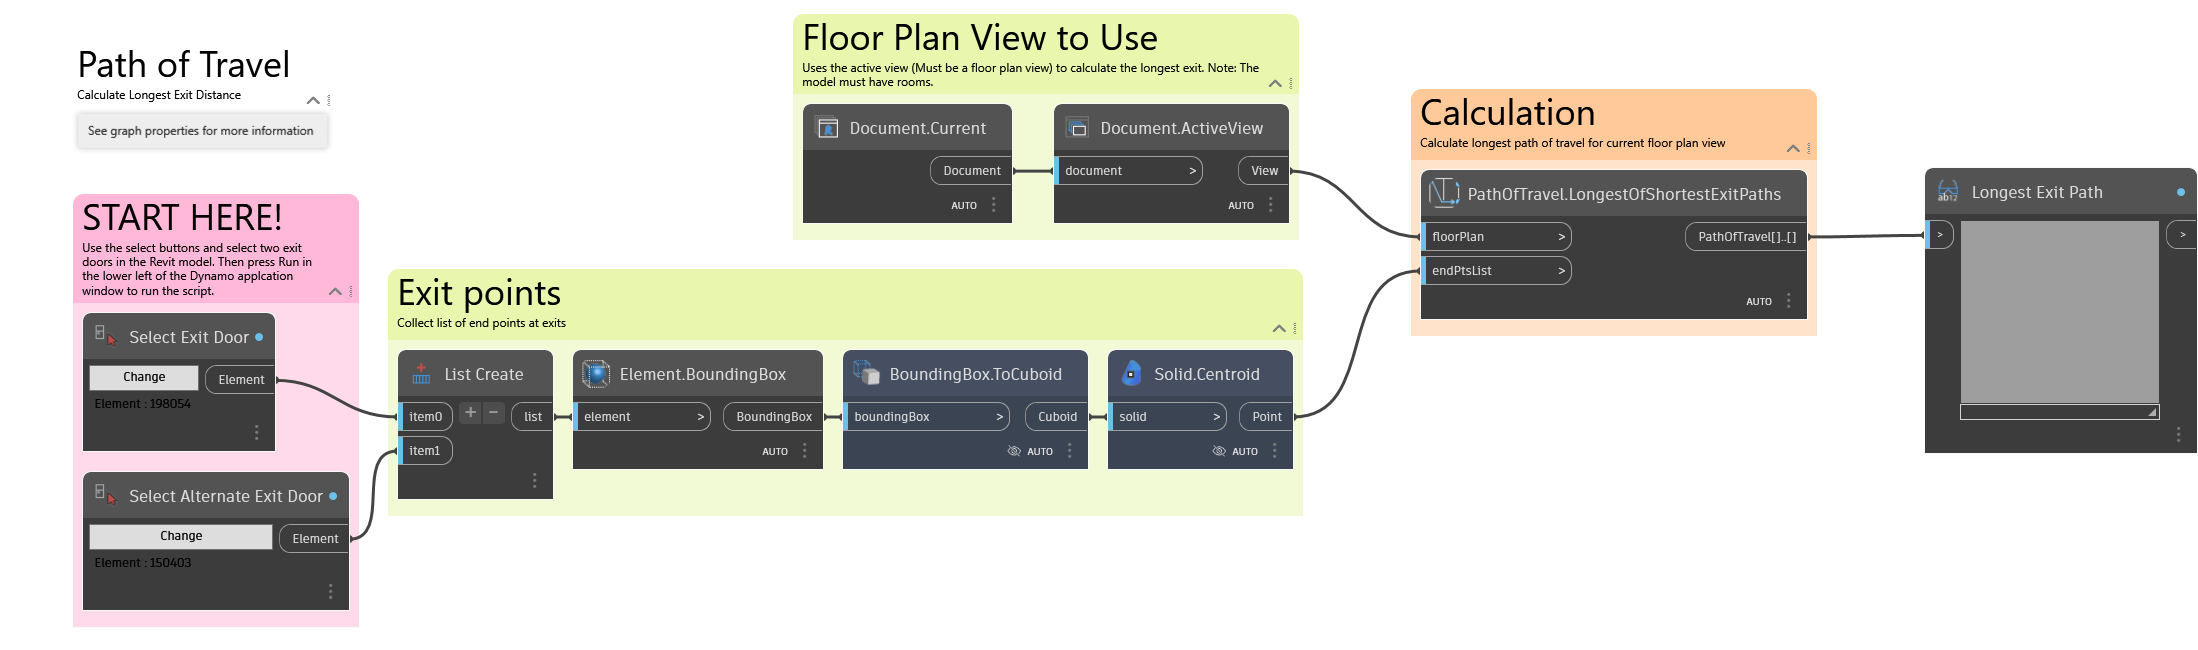 Path of Travel
Calculate Longest Exit Distance
See graph properties for more information
START HERE!
Use the select buttons and select two exit
doors in the Revit model. Then press Run in
the lower left of the Dynamo applcation
window to run the script.
Select Exit Door
Change
Element
Element : 198054
Select Alternate Exit Door
Change
Element
Element : 150403
Floor Plan View to Use
Uses the active view (Must be a floor plan view) to calculate the longest exit. Note: The
model must have rooms.
Document.Current
Document
AUTO
Document.ActiveView
document >
View
AUTO
Exit points
Collect list of end points at exits
List Create
item0 + - list
item1
Element.BoundingBox
element >
BoundingBox
AUTO
BoundingBox.ToCuboid
boundingBox >
Cuboid
AUTO
Solid.Centroid
solid >
Point
AUTO
Calculation
Calculate longest path of travel for current floor plan view
PathOfTravel.LongestOfShortestExitPaths
floorPlan >
PathOfTravel[]..[]
endPtsList >
AUTO
ab12
Longest Exit Path
> >